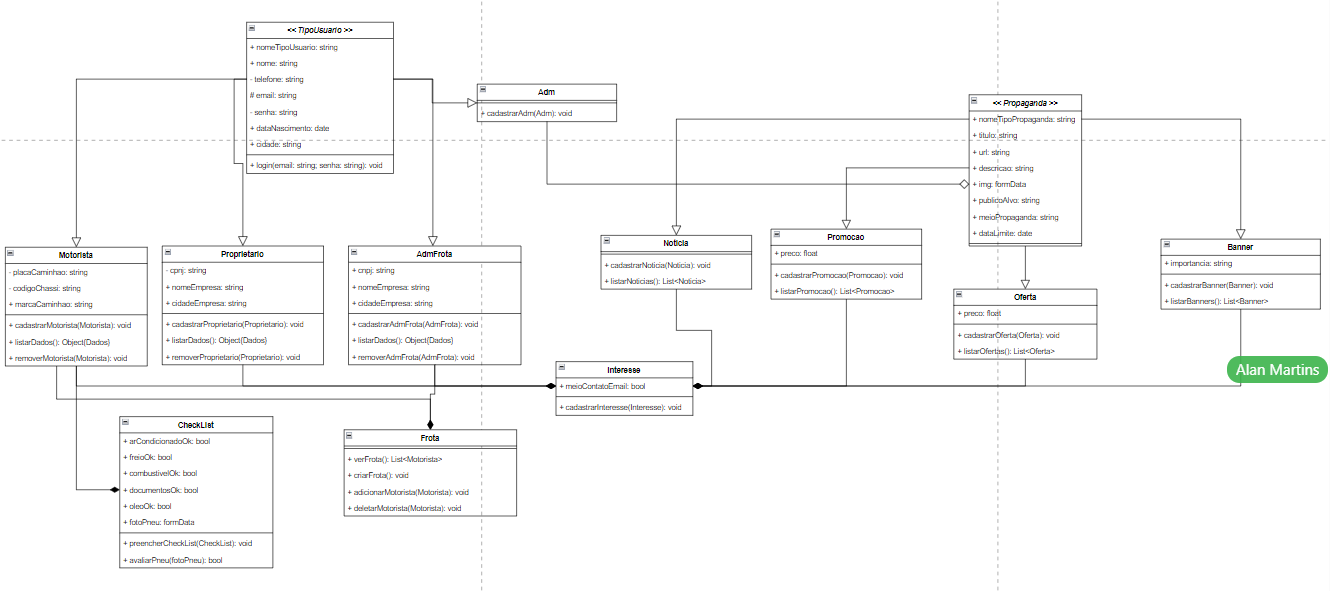 << TipoUsuario >>
+ nomeTipoUsuario: string
+ nome: string
- telefone: string
# email: string
- senha: string
+ dataNascimento: date
+ cidade: string
+ login(email: string; senha: string): void
Adm
+ cadastrarAdm(Adm): void
<< Propaganda >>
+ nomeTipoPropaganda: string
+ titulo: string
+ url: string
+ descricao: string
+ img: formData
+ publicoAlvo: string
+ meioPropaganda: string
+ dataLimite: date
Motorista
- placaCaminhao: string
- codigoChassi: string
+ marcaCaminhao: string
+ cadastrarMotorista(Motorista): void
+ listarDados(): Object{Dados}
+ removerMotorista(Motorista): void
Proprietario
- cpnj: string
+ nomeEmpresa: string
+ cidadeEmpresa: string
+ cadastrarProprietario(Proprietario): void
+ listarDados(): Object{Dados}
+ removerProprietario(Proprietario): void
AdmFrota
+ cnpj: string
+ nomeEmpresa: string
+ cidadeEmpresa: string
+ cadastrarAdmFrota(AdmFrota): void
+ listarDados(): Object{Dados}
+ removerAdmFrota(AdmFrota): void
Noticia
+ cadastrarNoticia(Noticia): void
+ listarNoticias(): List<Noticia>
Promocao
+ preco: float
+ cadastrarPromocao(Promocao): void
+ listarPromocao(): List<Promocao>
Oferta
+ preco: float
+ cadastrarOferta(Oferta): void
+ listarOfertas(): List<Oferta>
Banner
+ importancia: string
+ cadastrarBanner(Banner): void
+ listarBanners(): List<Banner>
Alan Martins
Interesse
+ meioContatoEmail: bool
+ cadastrarInteresse(Interesse): void
CheckList
+ arCondicionadoOk: bool
+ freioOk: bool
+ combustivelOk: bool
+ documentosOk: bool
+ oleoOk: bool
+ fotoPneu: formData
+ preencherCheckList(CheckList): void
+ avaliarPneu(fotoPneu): bool
Frota
+ verFrota(): List<Motorista>
+ criarFrota(): void
+ adicionarMotorista(Motorista): void
+ deletarMotorista(Motorista): void